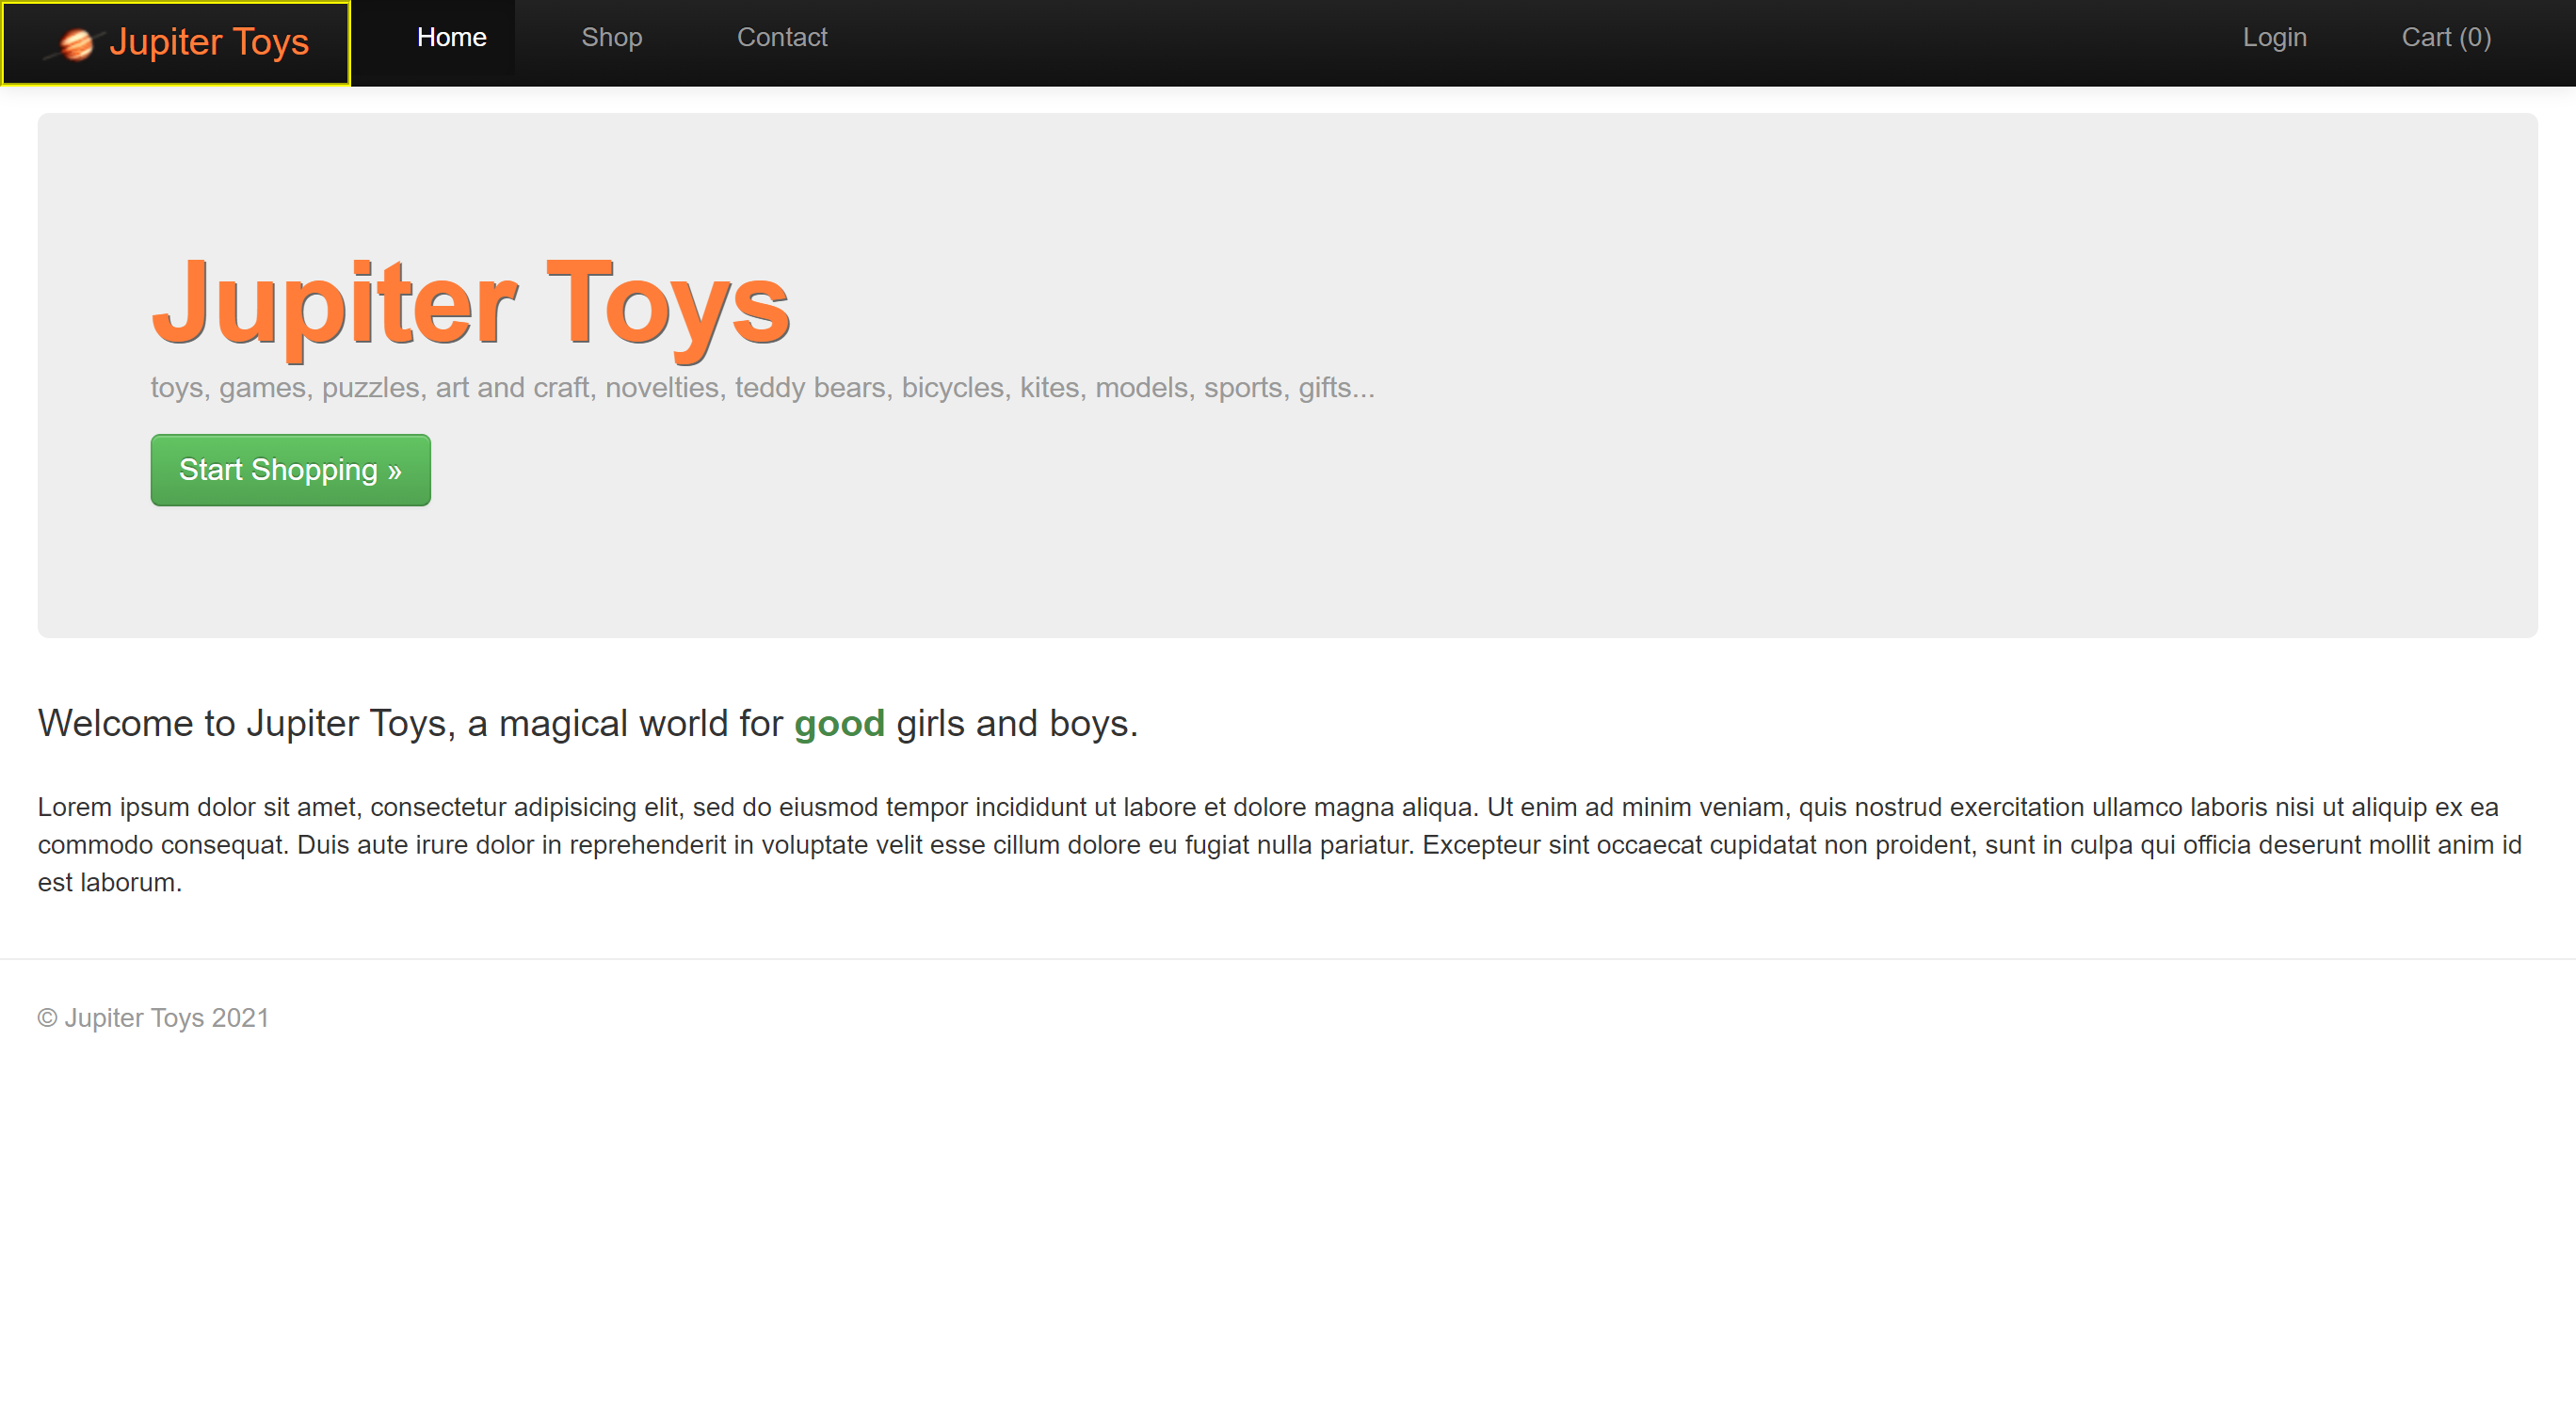 Jupiter Toys Home Shop Contact Login Cart (0)
Jupiter Toys
toys, games, puzzles, art and craft, novelties, teddy bears, bicycles, kites, models, sports, gifts...
Start Shopping »
Welcome to Jupiter Toys, a magical world for good girls and boys.
Lorem ipsum dolor sit amet, consectetur adipisicing elit, sed do eiusmod tempor incididunt ut labore et dolore magna aliqua. Ut enim ad minim veniam, quis nostrud exercitation ullamco laboris nisi ut aliquip ex ea
commodo consequat. Duis aute irure dolor in reprehenderit in voluptate velit esse cillum dolore eu fugiat nulla pariatur. Excepteur sint occaecat cupidatat non proident, sunt in culpa qui officia deserunt mollit anim id
est laborum.
© Jupiter Toys 2021